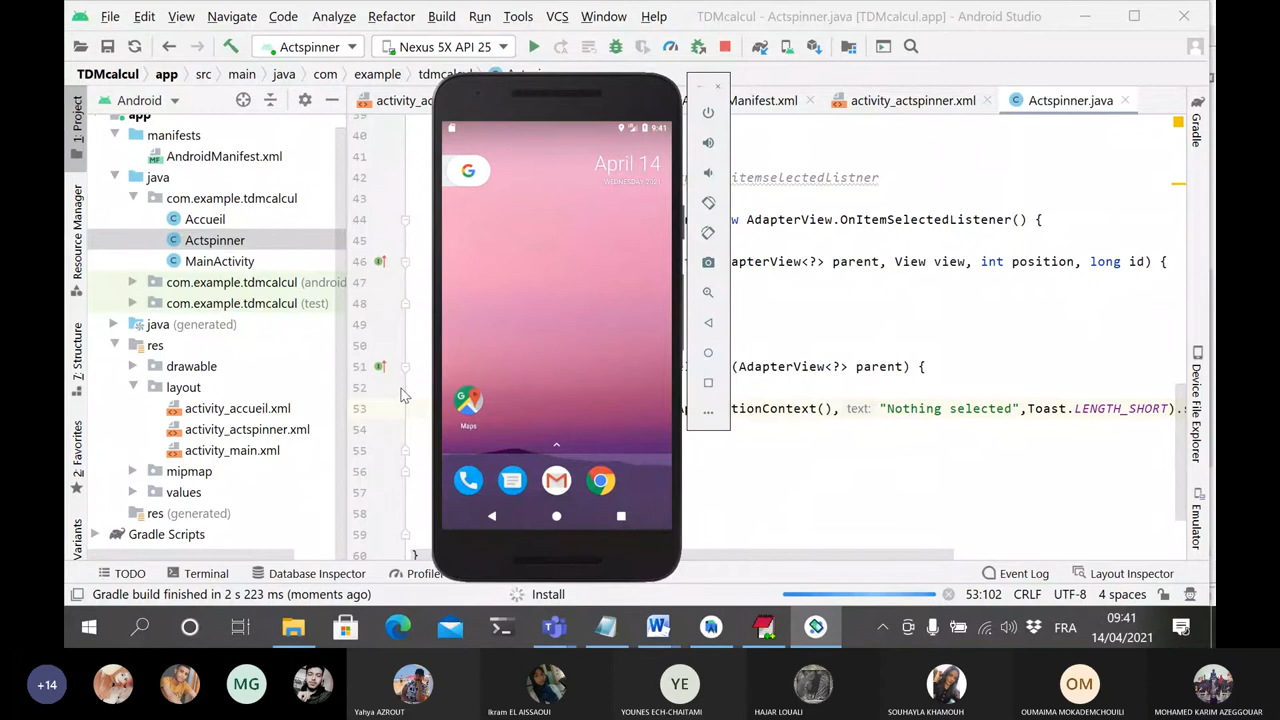 File Edit View Navigate Code Analyze Refactor Build Run Tools VCS Window Help TDMcalcul - Actspinner.java [TDMcalcul.app] - Android Studio
Actspinner Nexus 5X API 25
TDMcalcul app src main java com example
Android activity_ac Manifest.xml activity_actspinner.xml Actspinner.java
1: Project
Resource Manager
7: Structure
2: Favorites
Variants
app
manifests
AndroidManifest.xml
java
com.example.tdmcalcul
Accueil
Actspinner
MainActivity
com.example.tdmcalcul (android
com.example.tdmcalcul (test)
java (generated)
res
drawable
layout
activity_accueil.xml
activity_actspinner.xml
activity_main.xml
mipmap
values
res (generated)
Gradle Scripts
40
41
42 itemselectedlistner
43
44 w AdapterView.OnItemSelectedListener() {
45
46 dapterView<?> parent, View view, int position, long id) {
47
48
49
50
51 (AdapterView<?> parent) {
52
53 tionContext(), text: "Nothing selected",Toast.LENGTH_SHORT).
54
55
56
57
58
59
60 }
9:41
G
April 14
WEDNESDAY 2021
Maps
Gradle
Device File Explorer
Emulator
TODO Terminal Database Inspector Profiler Event Log Layout Inspector
Gradle build finished in 2 s 223 ms (moments ago) Install 53:102 CRLF UTF-8 4 spaces
FRA
09:41
14/04/2021
+14 MG YE OM
Yahya AZROUT Ikram EL AISSAOUI YOUNES ECH-CHAITAMI HAJAR LOUALI SOUHAYLA KHAMOUH OUMAIMA MOKADEMCHOUILI MOHAMED KARIM AZEGGOUAR